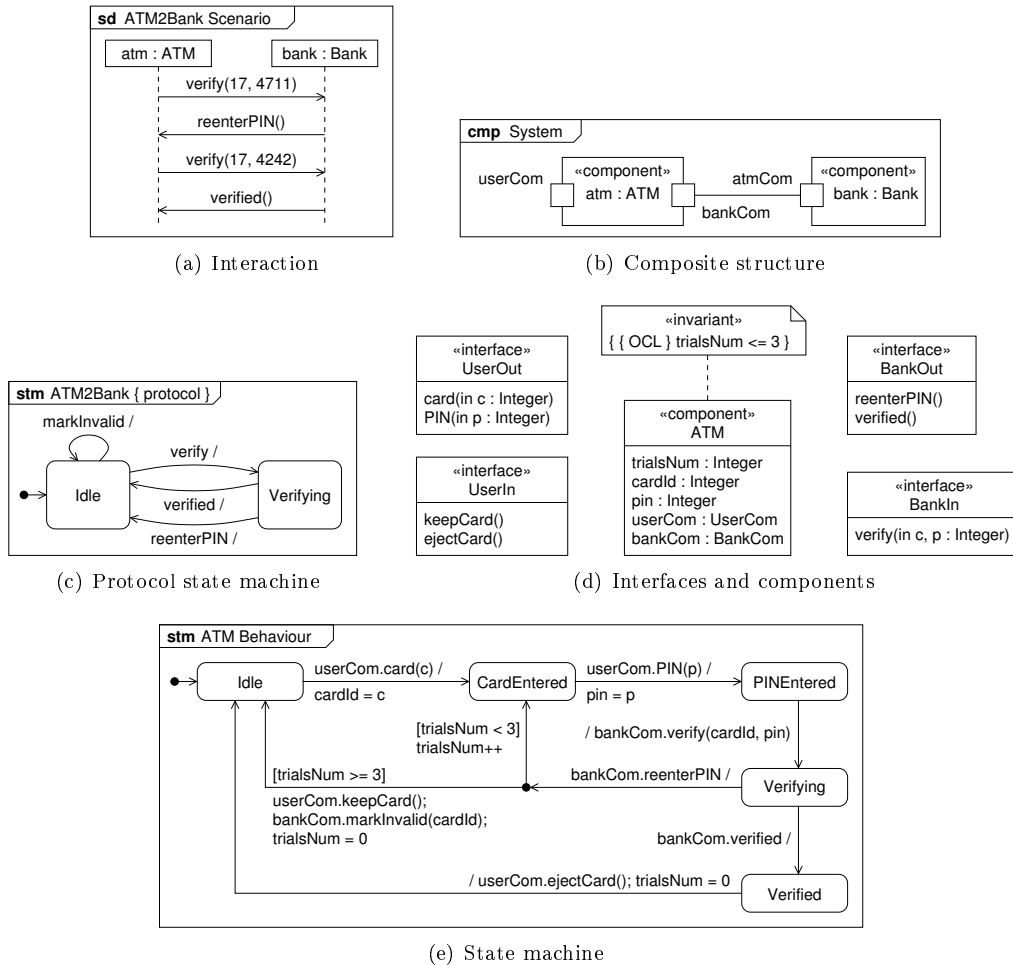 sd ATM2Bank Scenario
atm : ATM
bank : Bank
verify(17, 4711)
reenterPIN()
verify(17, 4242)
verified()
(a) Interaction
cmp System
userCom
«component»
atm : ATM
bankCom
atmCom
«component»
bank : Bank
(b) Composite structure
stm ATM2Bank { protocol }
markInvalid /
Idle
verify /
verified /
reenterPIN /
Verifying
(c) Protocol state machine
«interface»
UserOut
card(in c : Integer)
PIN(in p : Integer)
«interface»
UserIn
keepCard()
ejectCard()
«invariant»
{ { OCL } trialsNum <= 3 }
«component»
ATM
trialsNum : Integer
cardId : Integer
pin : Integer
userCom : UserCom
bankCom : BankCom
«interface»
BankOut
reenterPIN()
verified()
«interface»
BankIn
verify(in c, p : Integer)
(d) Interfaces and components
stm ATM Behaviour
Idle
userCom.card(c) /
cardId = c
CardEntered
userCom.PIN(p) /
pin = p
PINEntered
/ bankCom.verify(cardId, pin)
[trialsNum < 3]
trialsNum++
bankCom.reenterPIN /
Verifying
[trialsNum >= 3]
userCom.keepCard();
bankCom.markInvalid(cardId);
trialsNum = 0
bankCom.verified /
/ userCom.ejectCard(); trialsNum = 0
Verified
(e) State machine